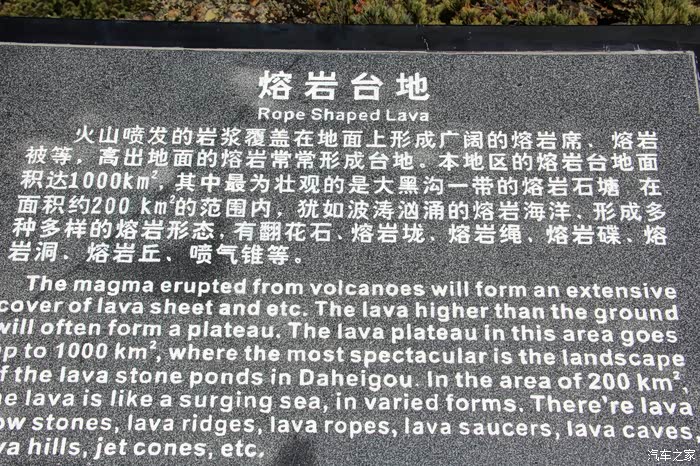 熔岩台地
Rope Shaped Lava
火山喷发的岩浆覆盖在地面上形成广阔的熔岩席、熔岩
被等，高出地面的熔岩常常形成台地。本地区的熔岩台地面
积达1000km²，其中最为壮观的是大黑沟一带的熔岩石塘 在
面积约200 km²的范围内，犹如波涛汹涌的熔岩海洋、形成多
种多样的熔岩形态，有翻花石、熔岩垅、熔岩绳、熔岩碟、熔
岩洞、熔岩丘、喷气锥等。
The magma erupted from volcanoes will form an extensive
cover of lava sheet and etc. The lava higher than the ground
will often form a plateau. The lava plateau in this area goes
up to 1000 km², where the most spectacular is the landscape
of the lava stone ponds in Daheigou. In the area of 200 km²,
the lava is like a surging sea, in varied forms. There're lava
ow stones, lava ridges, lava ropes, lava saucers, lava caves,
va hills, jet cones, etc.
汽车之家